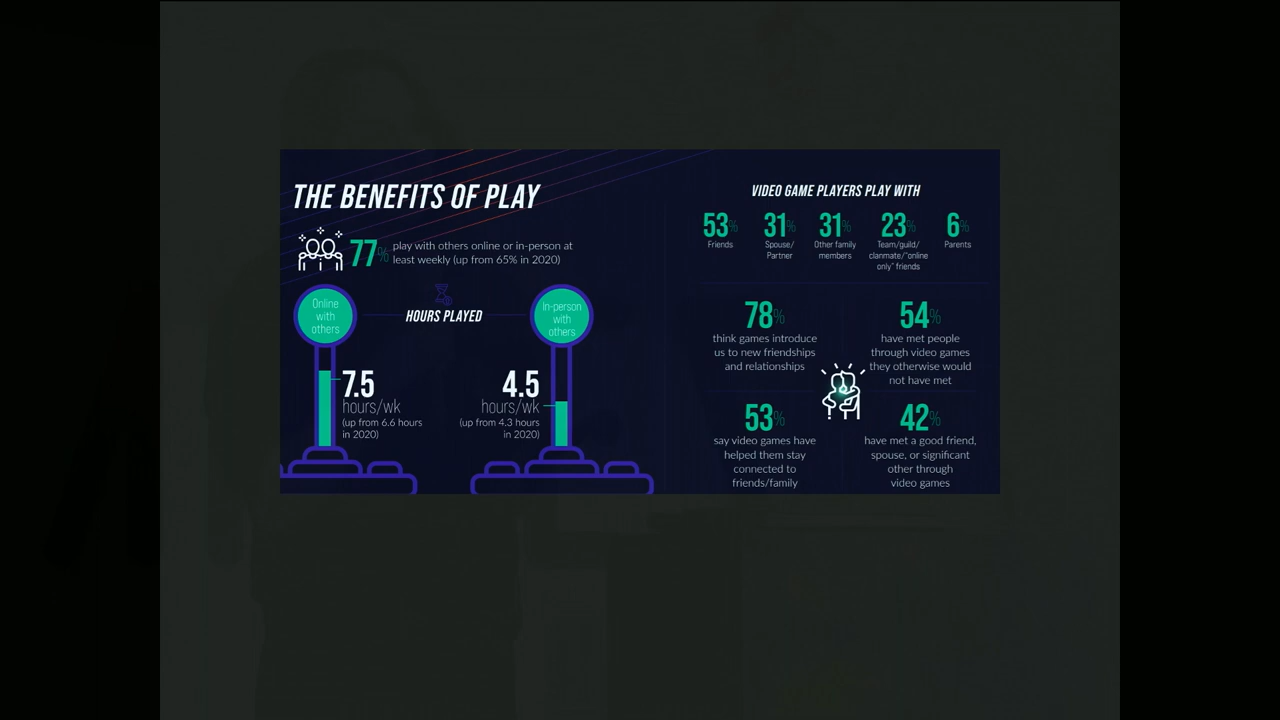 THE BENEFITS OF PLAY
77% play with others online or in-person at
least weekly (up from 65% in 2020)
Online
with
others
HOURS PLAYED
In-person
with
others
7.5
hours/wk
(up from 6.6 hours
in 2020)
4.5
hours/wk
(up from 4.3 hours
in 2020)
VIDEO GAME PLAYERS PLAY WITH
53%
Friends
31%
Spouse/
Partner
31%
Other family
members
23%
Team/guild/
clanmate/"online
only" friends
6%
Parents
78%
think games introduce
us to new friendships
and relationships
54%
have met people
through video games
they otherwise would
not have met
53%
say video games have
helped them stay
connected to
friends/family
42%
have met a good friend,
spouse, or significant
other through
video games